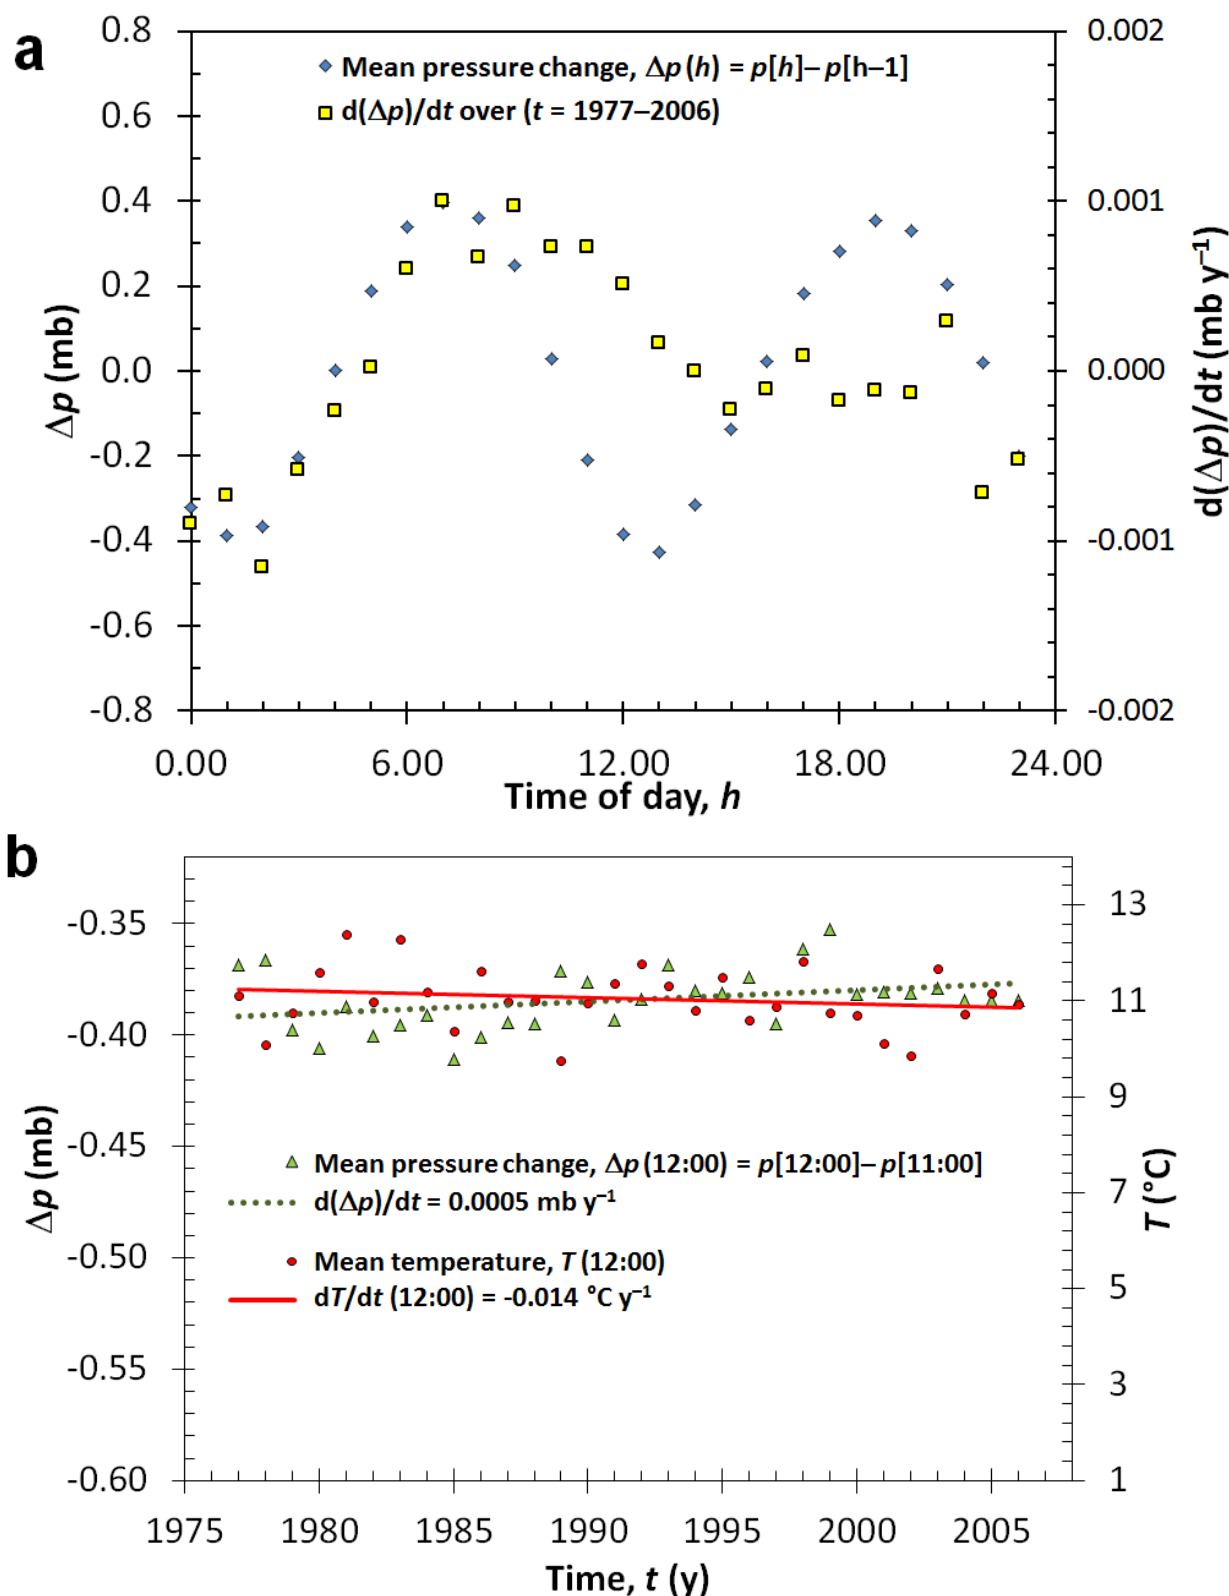 a
0.8
0.6
0.4
0.2
0.0
-0.2
-0.4
-0.6
-0.8
Δp (mb)
Mean pressure change, Δp (h) = p[h]– p[h–1]
d(Δp)/dt over (t = 1977–2006)
0.002
0.001
0.000
-0.001
-0.002
d(Δp)/dt (mb y⁻¹)
0.00 6.00 12.00 18.00 24.00
Time of day, h
b
-0.35
-0.40
-0.45
-0.50
-0.55
-0.60
Δp (mb)
Mean pressure change, Δp (12:00) = p[12:00]– p[11:00]
d(Δp)/dt = 0.0005 mb y⁻¹
Mean temperature, T (12:00)
dT/dt (12:00) = -0.014 °C y⁻¹
13
11
9
7
5
3
1
T (°C)
1975 1980 1985 1990 1995 2000 2005
Time, t (y)